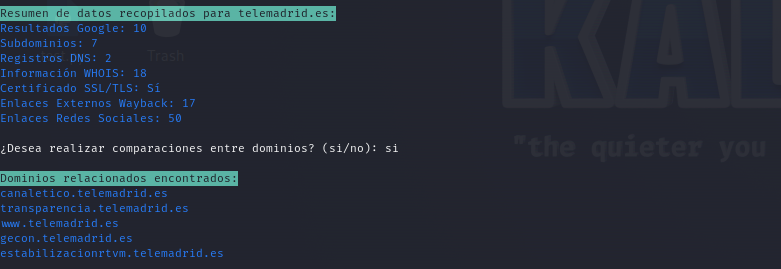 Resumen de datos recopilados para telemadrid.es:
Resultados Google: 10
Subdominios: 7
Registros DNS: 2
Información WHOIS: 18
Certificado SSL/TLS: Sí
Enlaces Externos Wayback: 17
Enlaces Redes Sociales: 50
Trash
KAL
"the quieter you
¿Desea realizar comparaciones entre dominios? (si/no): si
Dominios relacionados encontrados:
canaletico.telemadrid.es
transparencia.telemadrid.es
www.telemadrid.es
gecon.telemadrid.es
estabilizacionrtvm.telemadrid.es